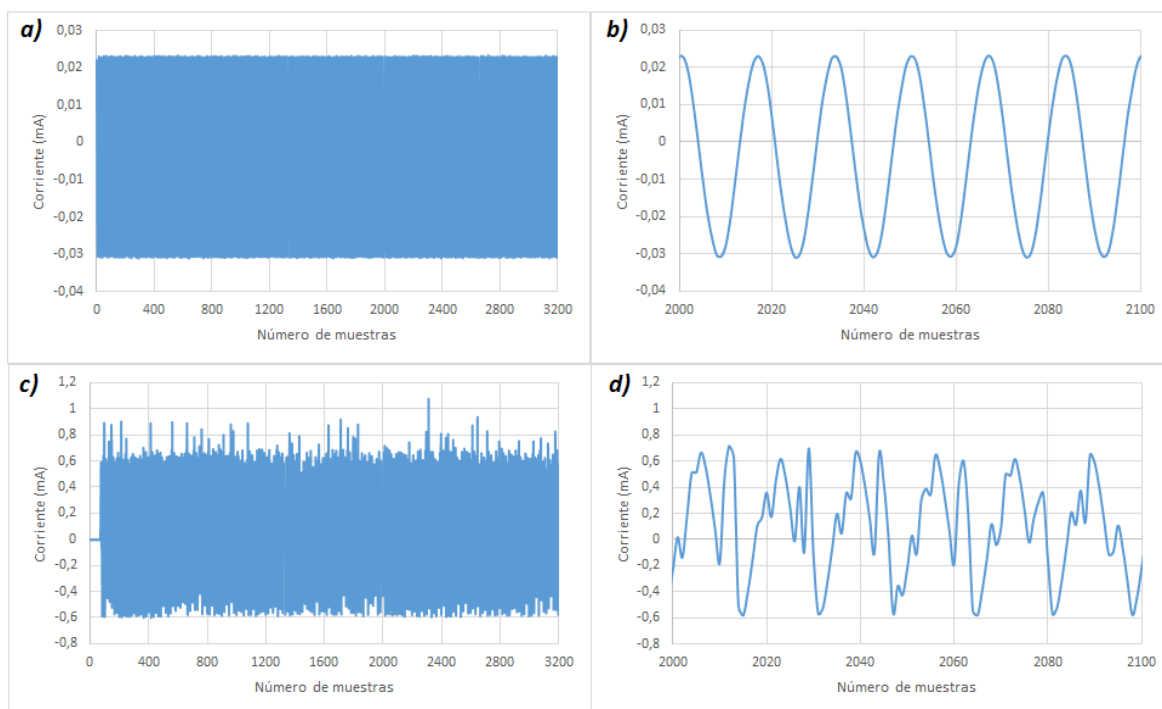 a)
0,03
0,02
0,01
0
-0,01
-0,02
-0,03
-0,04
Corriente (mA)
0 400 800 1200 1600 2000 2400 2800 3200
Número de muestras
b)
0,03
0,02
0,01
0
-0,01
-0,02
-0,03
-0,04
Corriente (mA)
2000 2020 2040 2060 2080 2100
Número de muestras
c)
1,2
1
0,8
0,6
0,4
0,2
0
-0,2
-0,4
-0,6
-0,8
Corriente (mA)
0 400 800 1200 1600 2000 2400 2800 3200
Número de muestras
d)
1,2
1
0,8
0,6
0,4
0,2
0
-0,2
-0,4
-0,6
-0,8
Corriente (mA)
2000 2020 2040 2060 2080 2100
Número de muestras